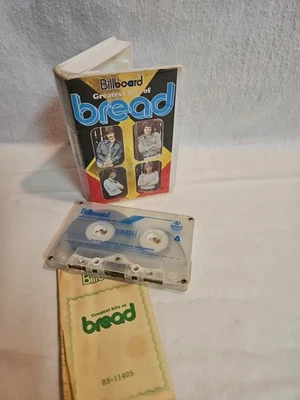 Billboard
Greatest Hits of
bread
Billboard
Billboard
Greatest hits of
bread
03-11405